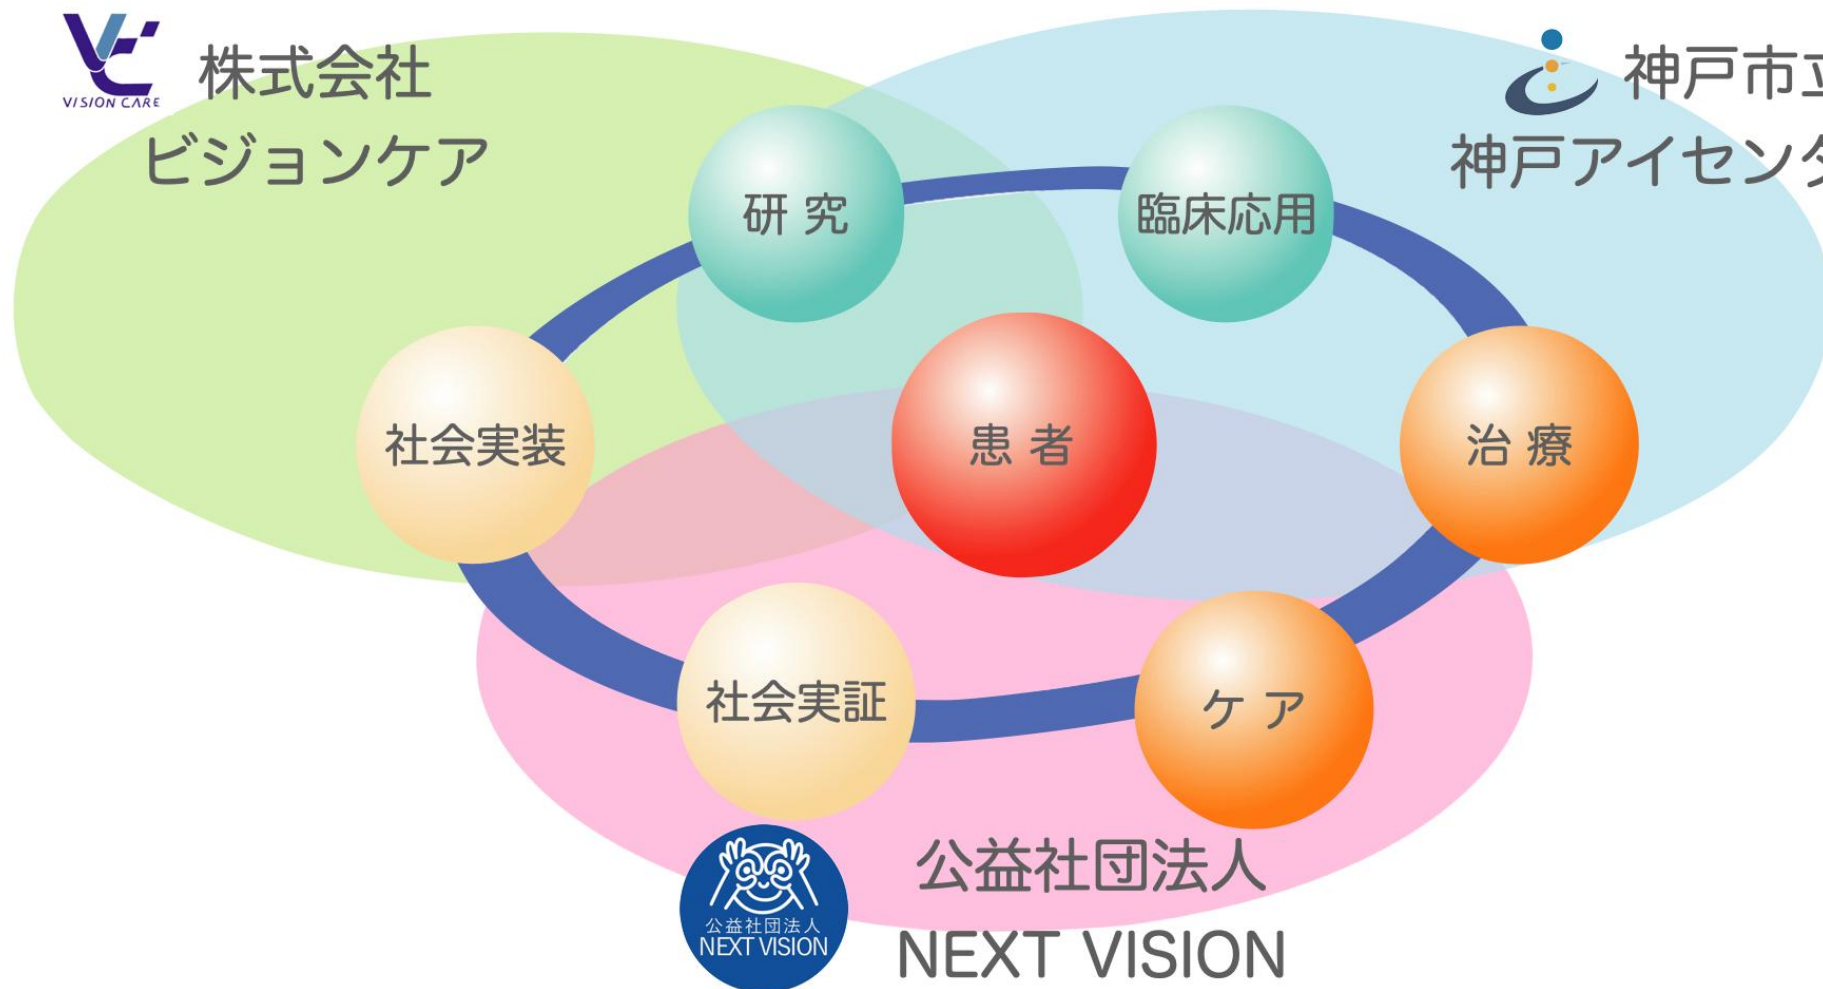 VISION CARE
株式会社
ビジョンケア
神戸市立
神戸アイセンタ
研究
臨床応用
社会実装
患者
治療
社会実証
ケア
公益社団法人
NEXT VISION
公益社団法人
NEXT VISION